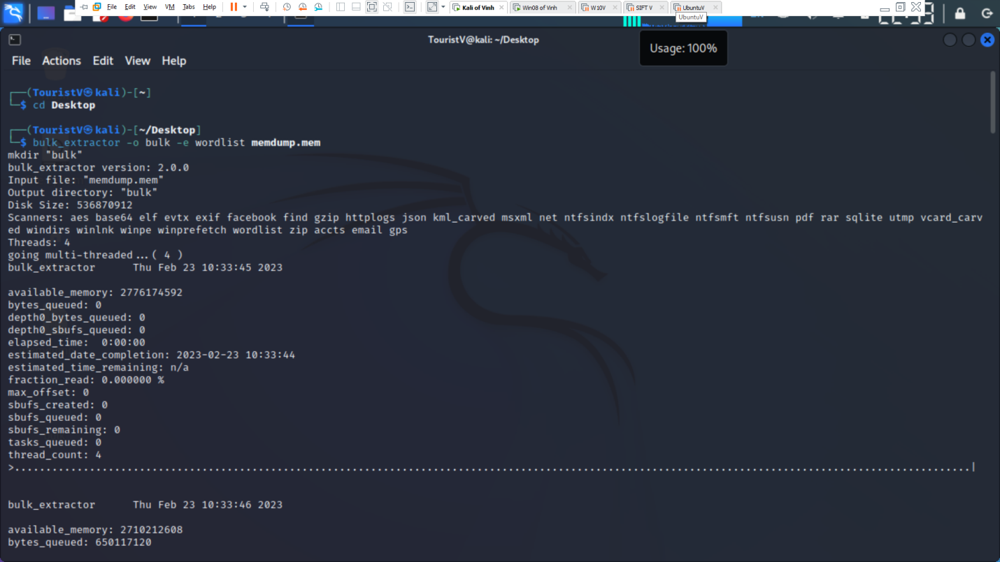 File Edit View VM Tabs Help
Kali of Vinh Win08 of Vinh W10V SIFT V UbuntuV
UbuntuV
TouristV@kali: ~/Desktop
Usage: 100%
File Actions Edit View Help
┌──(TouristV㉿kali)-[~]
└─$ cd Desktop
┌──(TouristV㉿kali)-[~/Desktop]
└─$ bulk_extractor -o bulk -e wordlist memdump.mem
mkdir "bulk"
bulk_extractor version: 2.0.0
Input file: "memdump.mem"
Output directory: "bulk"
Disk Size: 536870912
Scanners: aes base64 elf evtx exif facebook find gzip httplogs json kml_carved msxml net ntfsindx ntfslogfile ntfsmft ntfsusn pdf rar sqlite utmp vcard_carv
ed windirs winlnk winpe winprefetch wordlist zip accts email gps
Threads: 4
going multi-threaded...( 4 )
bulk_extractor      Thu Feb 23 10:33:45 2023
available_memory: 2776174592
bytes_queued: 0
depth0_bytes_queued: 0
depth0_sbufs_queued: 0
elapsed_time:  0:00:00
estimated_date_completion: 2023-02-23 10:33:44
estimated_time_remaining: n/a
fraction_read: 0.000000 %
max_offset: 0
sbufs_created: 0
sbufs_queued: 0
sbufs_remaining: 0
tasks_queued: 0
thread_count: 4
>..........................................................................................................................................................|
bulk_extractor      Thu Feb 23 10:33:46 2023
available_memory: 2710212608
bytes_queued: 650117120